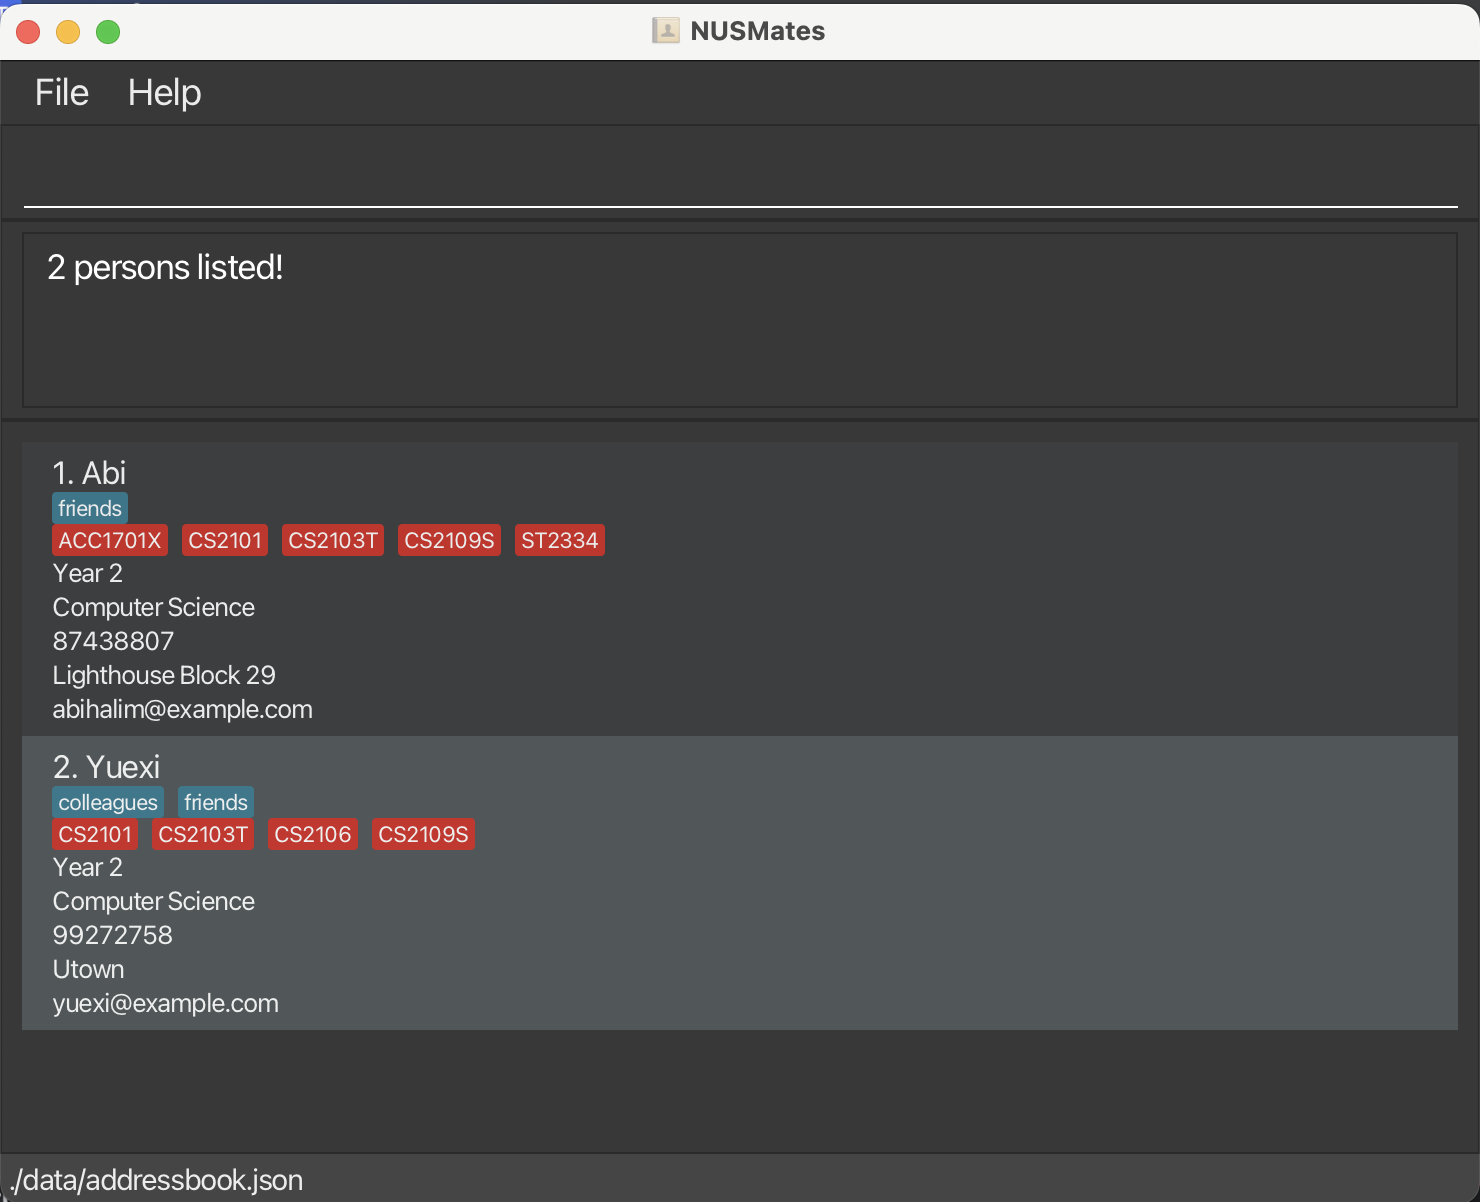 NUSMates
File Help
2 persons listed!
1. Abi
friends
ACC1701X CS2101 CS2103T CS2109S ST2334
Year 2
Computer Science
87438807
Lighthouse Block 29
abihalim@example.com
2. Yuexi
colleagues friends
CS2101 CS2103T CS2106 CS2109S
Year 2
Computer Science
99272758
Utown
yuexi@example.com
./data/addressbook.json